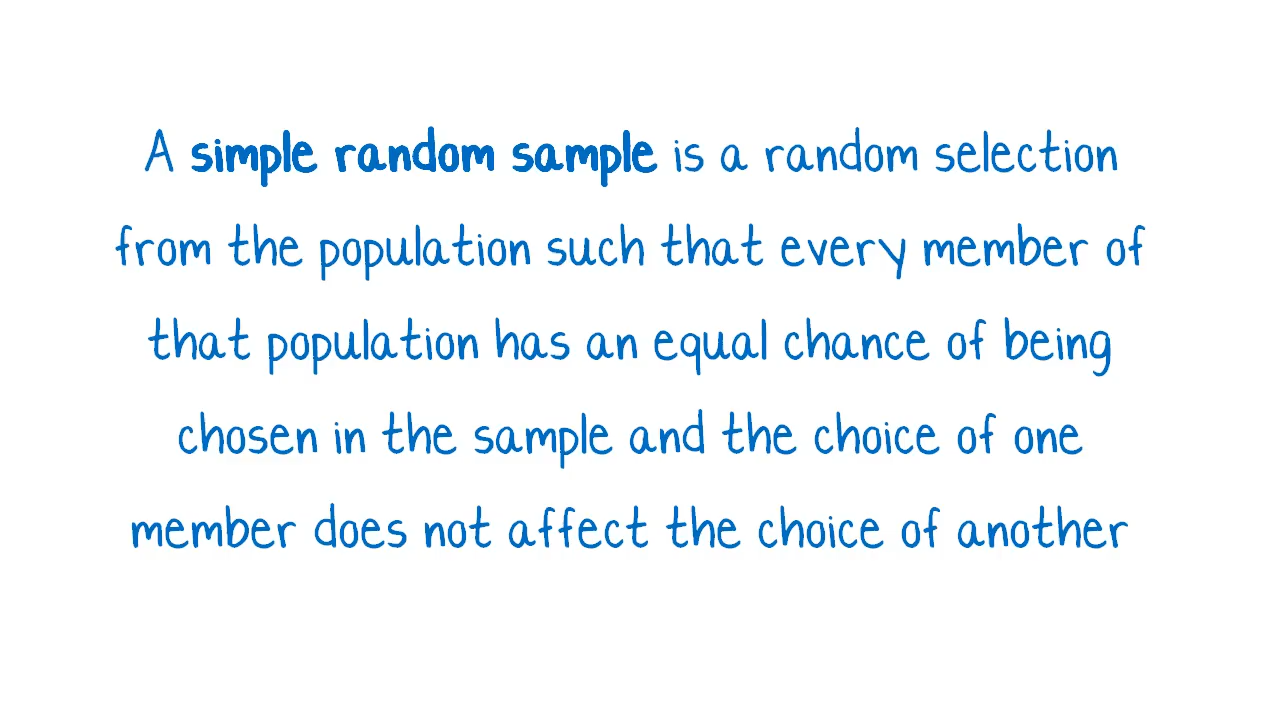 A simple random sample is a random selection
from the population such that every member of
that population has an equal chance of being
chosen in the sample and the choice of one
member does not affect the choice of another